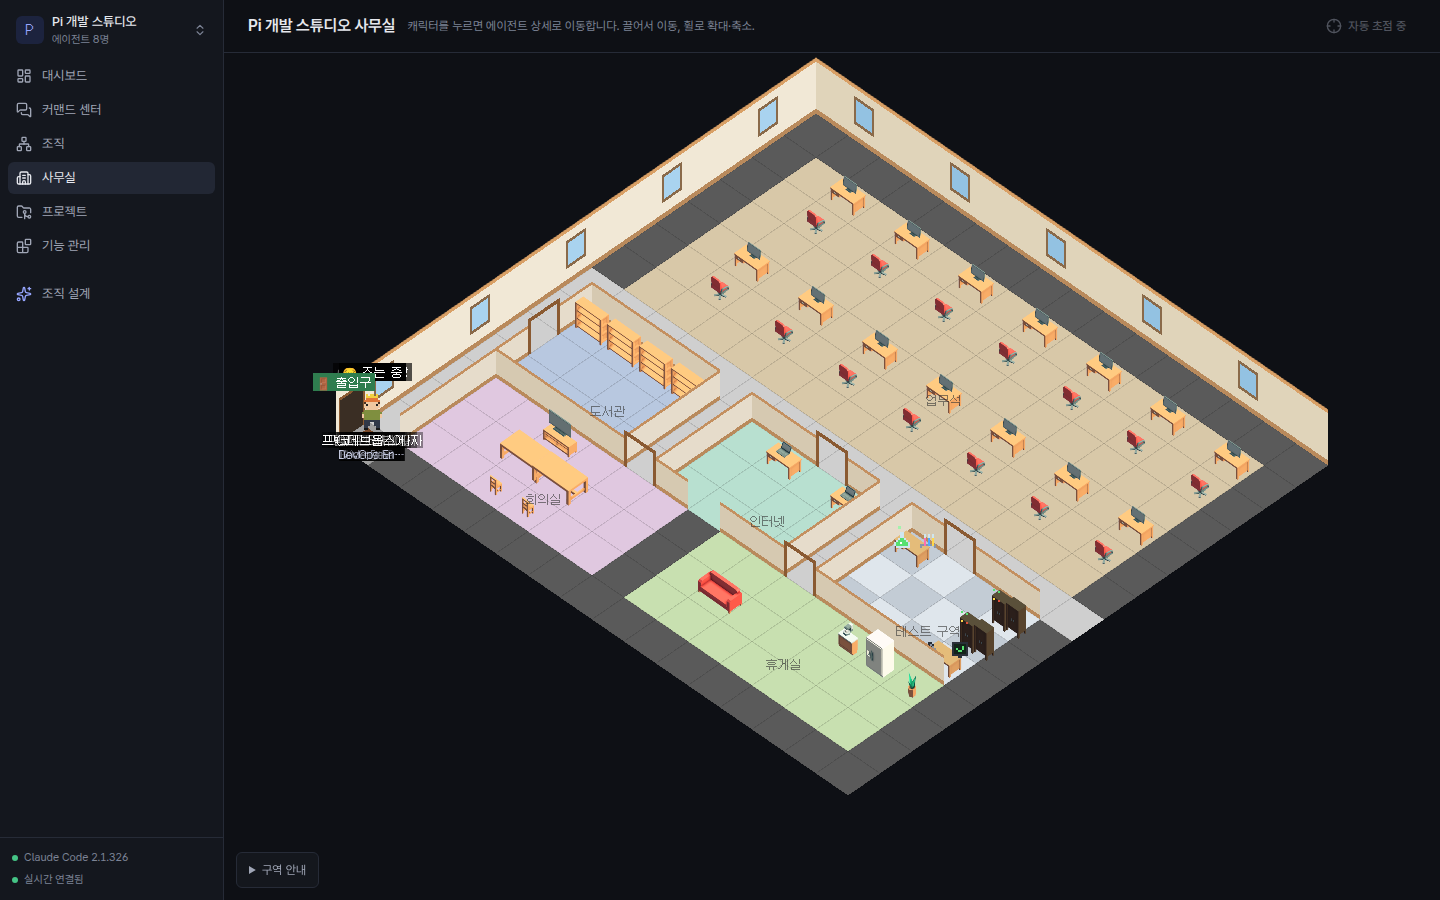 P
Pi 개발 스튜디오
에이전트 8명
대시보드
커맨드 센터
조직
사무실
프로젝트
기능 관리
조직 설계
Claude Code 2.1.326
실시간 연결됨
Pi 개발 스튜디오 사무실
캐릭터를 누르면 에이전트 상세로 이동합니다. 끌어서 이동, 휠로 확대·축소.
자동 초점 중
조는 중
출입구
DevOps En…
도서관
업무석
회의실
인터넷
테스트 구역
휴게실
▶ 구역 안내